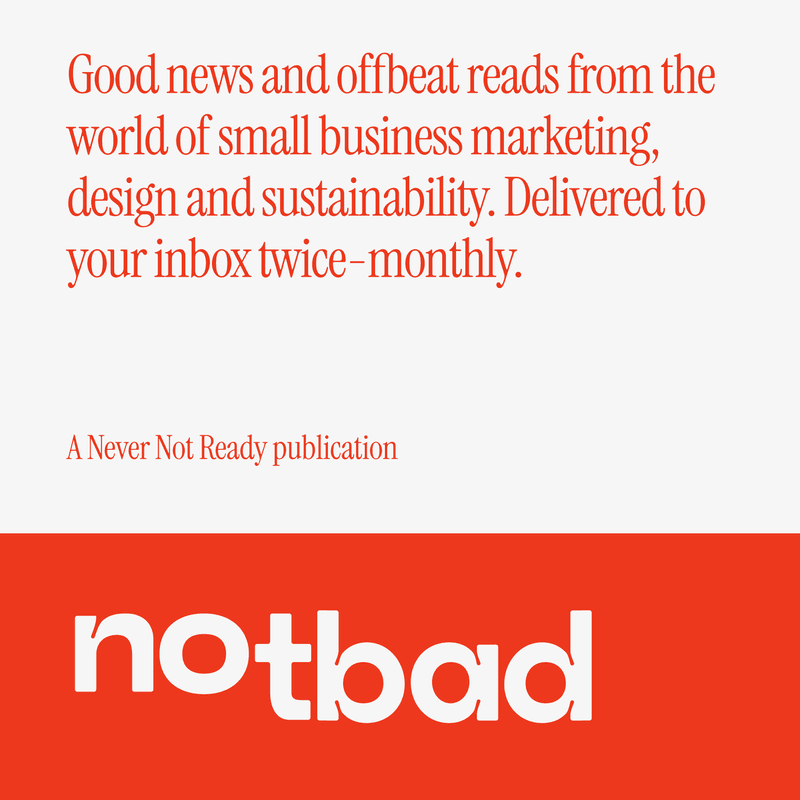 Good news and offbeat reads from the
world of small business marketing,
design and sustainability. Delivered to
your inbox twice-monthly.
A Never Not Ready publication
notbad